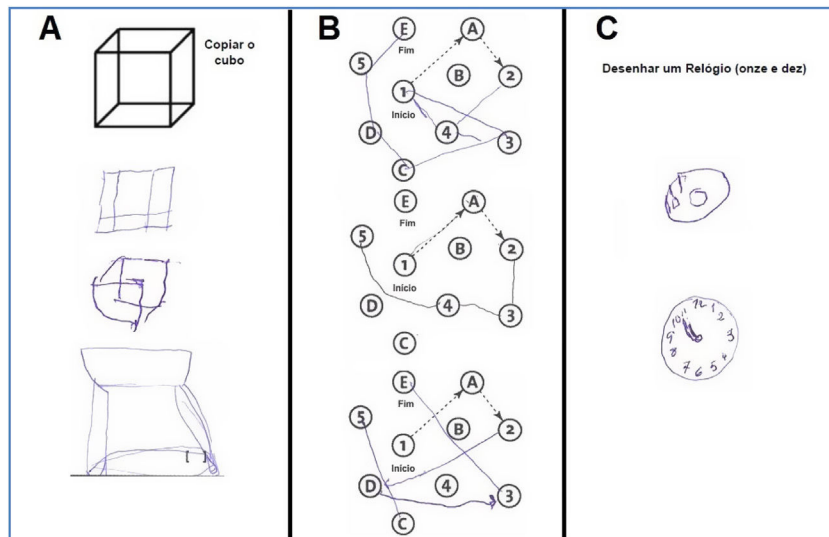 A
Copiar o
cubo
B
E
A
Fim
5
B
2
1
Início
D
4
3
C
E
A
Fim
5
B
2
1
Início
D
4
3
C
E
A
Fim
5
B
2
1
Início
D
[ ]
4
3
C
C
Desenhar um Relógio (onze e dez)
12
11
1
10
2
9
3
8
4
7
6
5